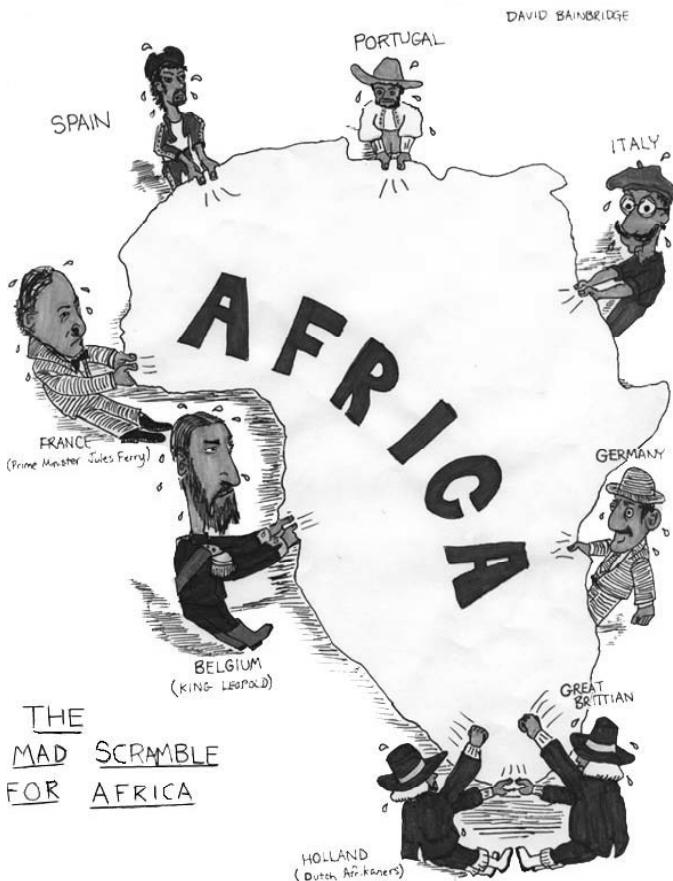 DAVID BAINBRIDGE
PORTUGAL
SPAIN
ITALY
AFRICA
FRANCE
(Prime Minister Jules Ferry)
GERMANY
BELGIUM
(KING LEOPOLD)
GREAT
BRITTIAN
THE
MAD SCRAMBLE
FOR AFRICA
HOLLAND
(Dutch Afrikaners)